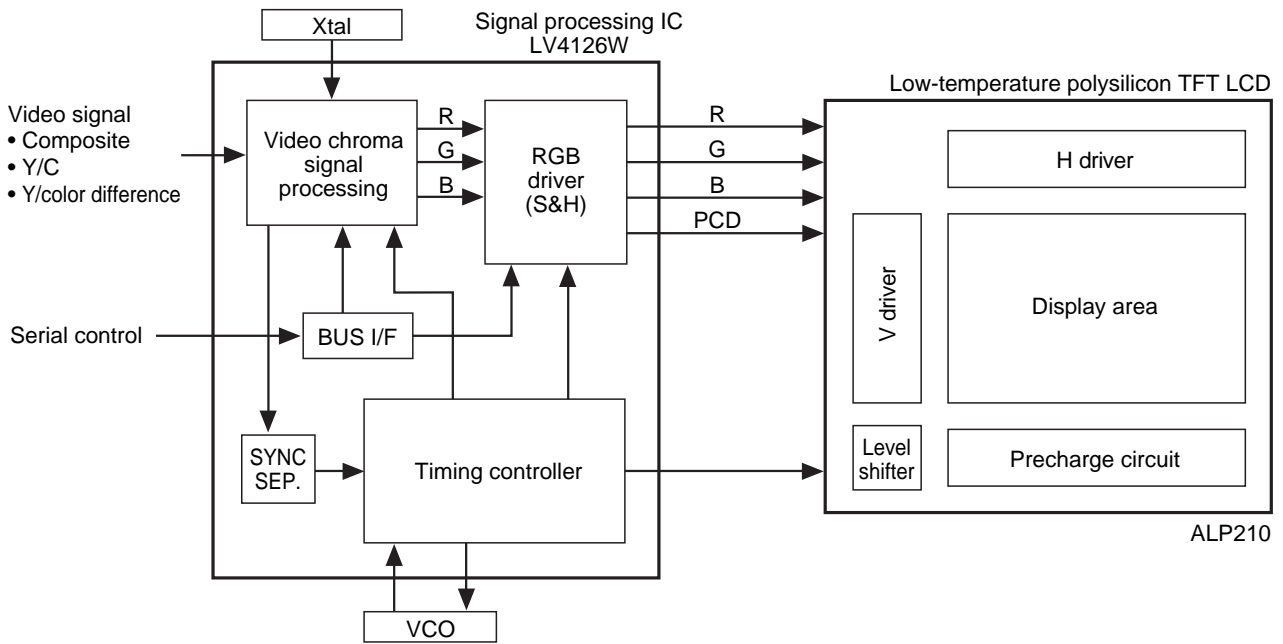 Xtal
Signal processing IC
LV4126W
Low-temperature polysilicon TFT LCD
Video signal
• Composite
• Y/C
• Y/color difference
Video chroma
signal
processing
R
G
B
RGB
driver
(S&H)
R
G
B
PCD
H driver
V driver
Display area
Serial control
BUS I/F
SYNC
SEP.
Timing controller
Level
shifter
Precharge circuit
ALP210
VCO